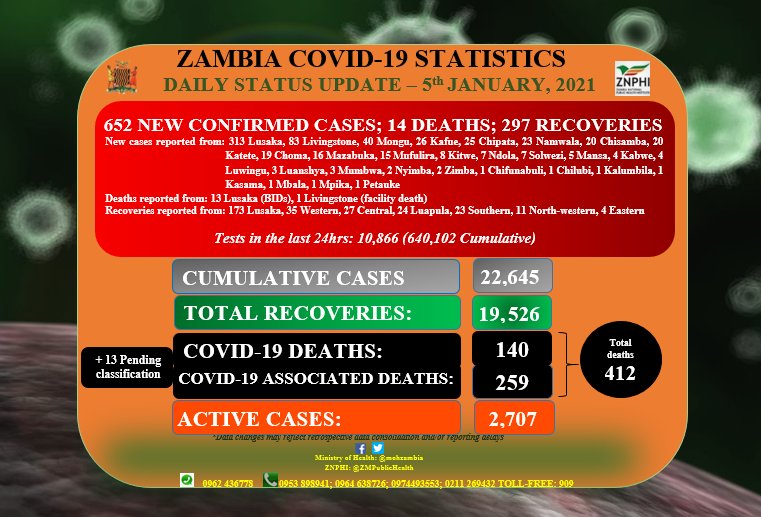 ZAMBIA COVID-19 STATISTICS
DAILY STATUS UPDATE – 5th JANUARY, 2021
ZNPHI
652 NEW CONFIRMED CASES; 14 DEATHS; 297 RECOVERIES
New cases reported from: 313 Lusaka, 83 Livingstone, 40 Mongu, 26 Kafue, 25 Chipata, 23 Namwala, 20 Chisamba, 20
Katete, 19 Choma, 16 Mazabuka, 15 Mufulira, 8 Kitwe, 7 Ndola, 7 Solwezi, 5 Mansa, 4 Kabwe, 4
Luwingu, 3 Luanshya, 3 Mumbwa, 2 Nyimba, 2 Zimba, 1 Chifunabuli, 1 Chilubi, 1 Kalumbila, 1
Kasama, 1 Mbala, 1 Mpika, 1 Petauke
Deaths reported from: 13 Lusaka (BIDs), 1 Livingstone (facility death)
Recoveries reported from: 173 Lusaka, 35 Western, 27 Central, 24 Luapula, 23 Southern, 11 North-western, 4 Eastern
Tests in the last 24hrs: 10,866 (640,102 Cumulative)
CUMULATIVE CASES 22,645
TOTAL RECOVERIES: 19,526
COVID-19 DEATHS: 140
COVID-19 ASSOCIATED DEATHS: 259
+ 13 Pending
classification
Total
deaths
412
ACTIVE CASES: 2,707
*Data changes may reflect retrospective data consolidation and/or reporting delays
Ministry of Health: @mohzambia
ZNPHI: @ZMPublicHealth
0962 436778 0953 898941; 0964 638726; 0974493553; 0211 269432 TOLL-FREE: 909